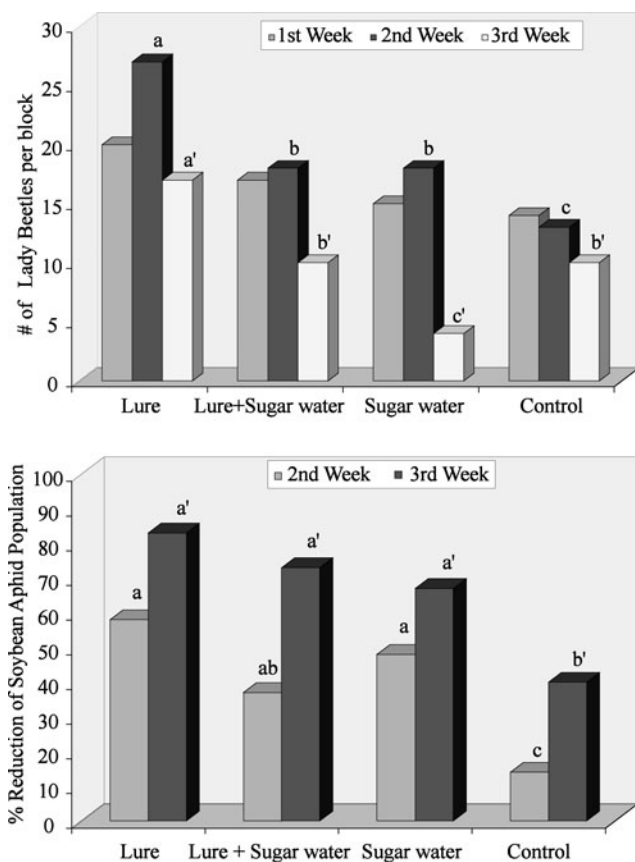 30
1st Week 2nd Week 3rd Week
25
20
15
10
5
0
# of Lady Beetles per block
a
a'
b
b'
b
c'
c
b'
Lure Lure+Sugar water Sugar water Control
100
2nd Week 3rd Week
90
80
70
60
50
40
30
20
10
0
% Reduction of Soybean Aphid Population
a
a'
ab
a'
a
a'
c
b'
Lure Lure + Sugar water Sugar water Control